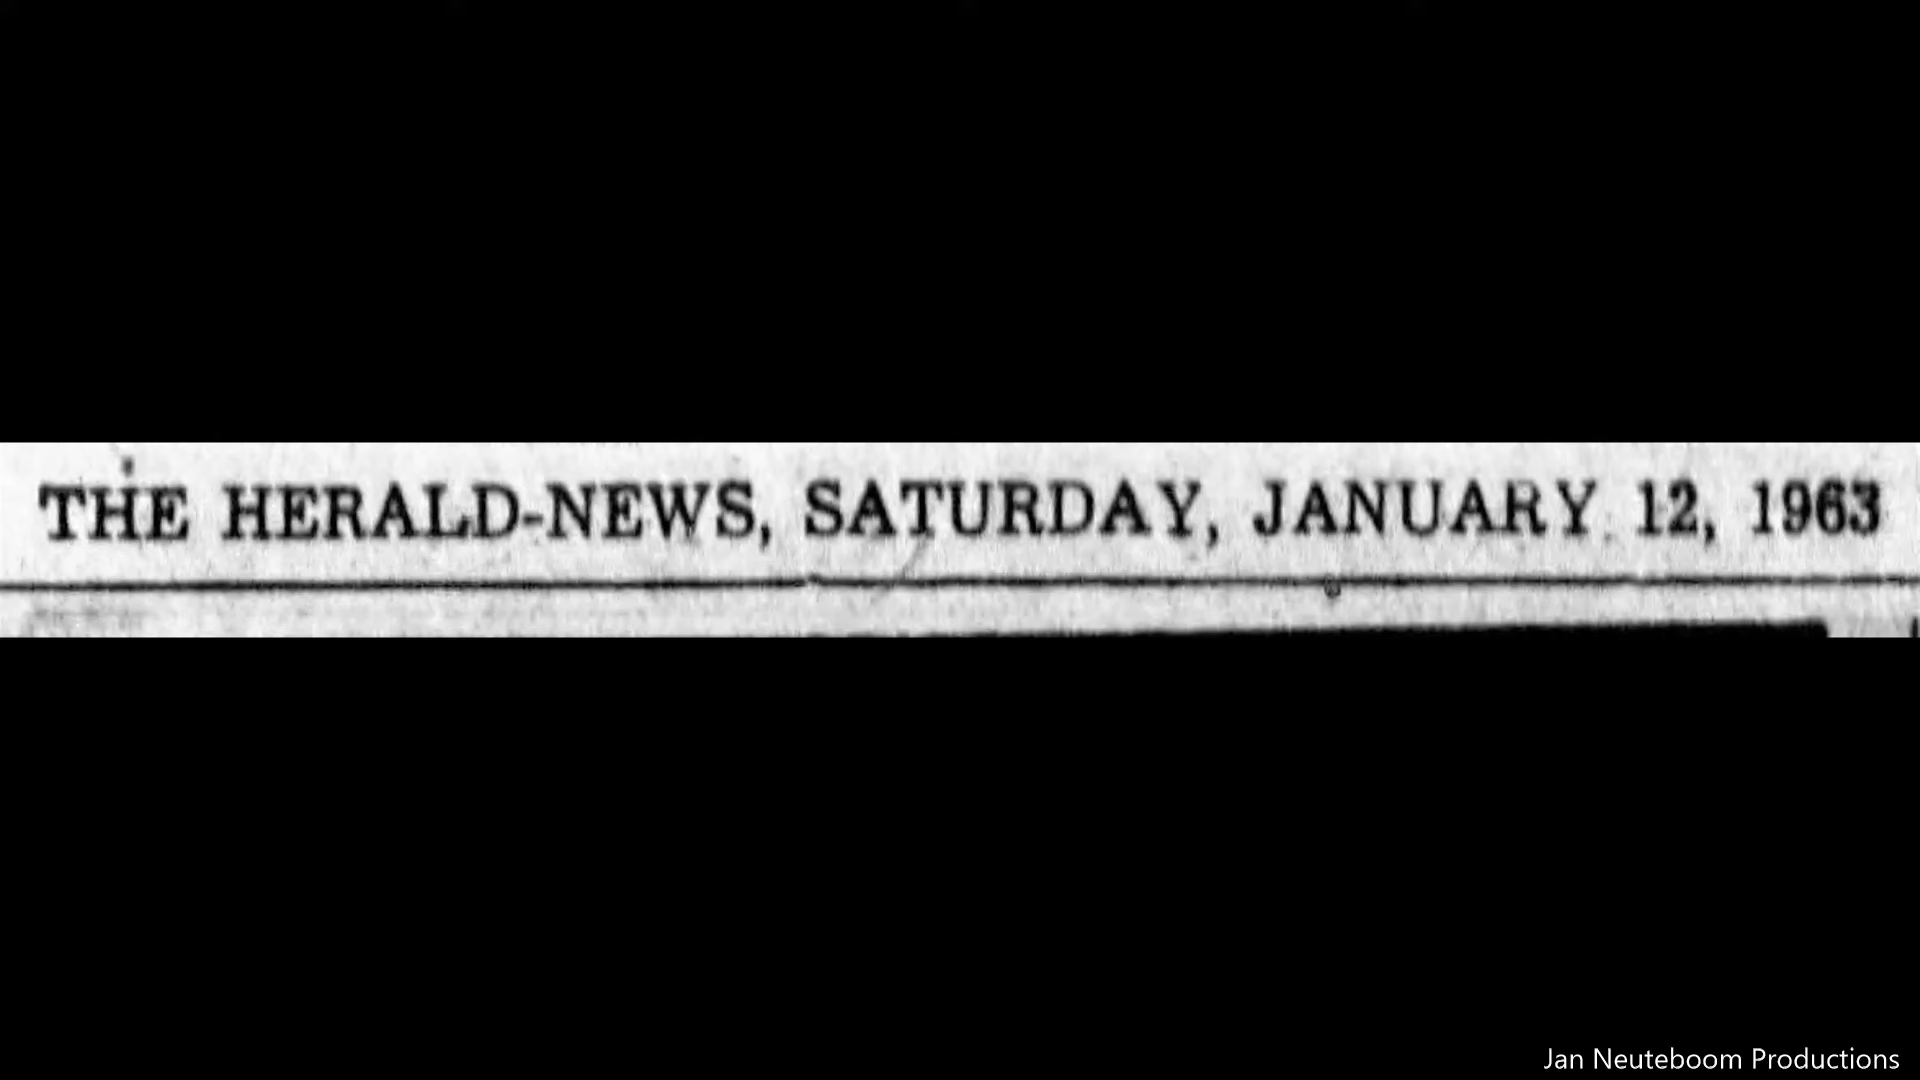 THE HERALD-NEWS, SATURDAY, JANUARY 12, 1963
Jan Neuteboom Productions